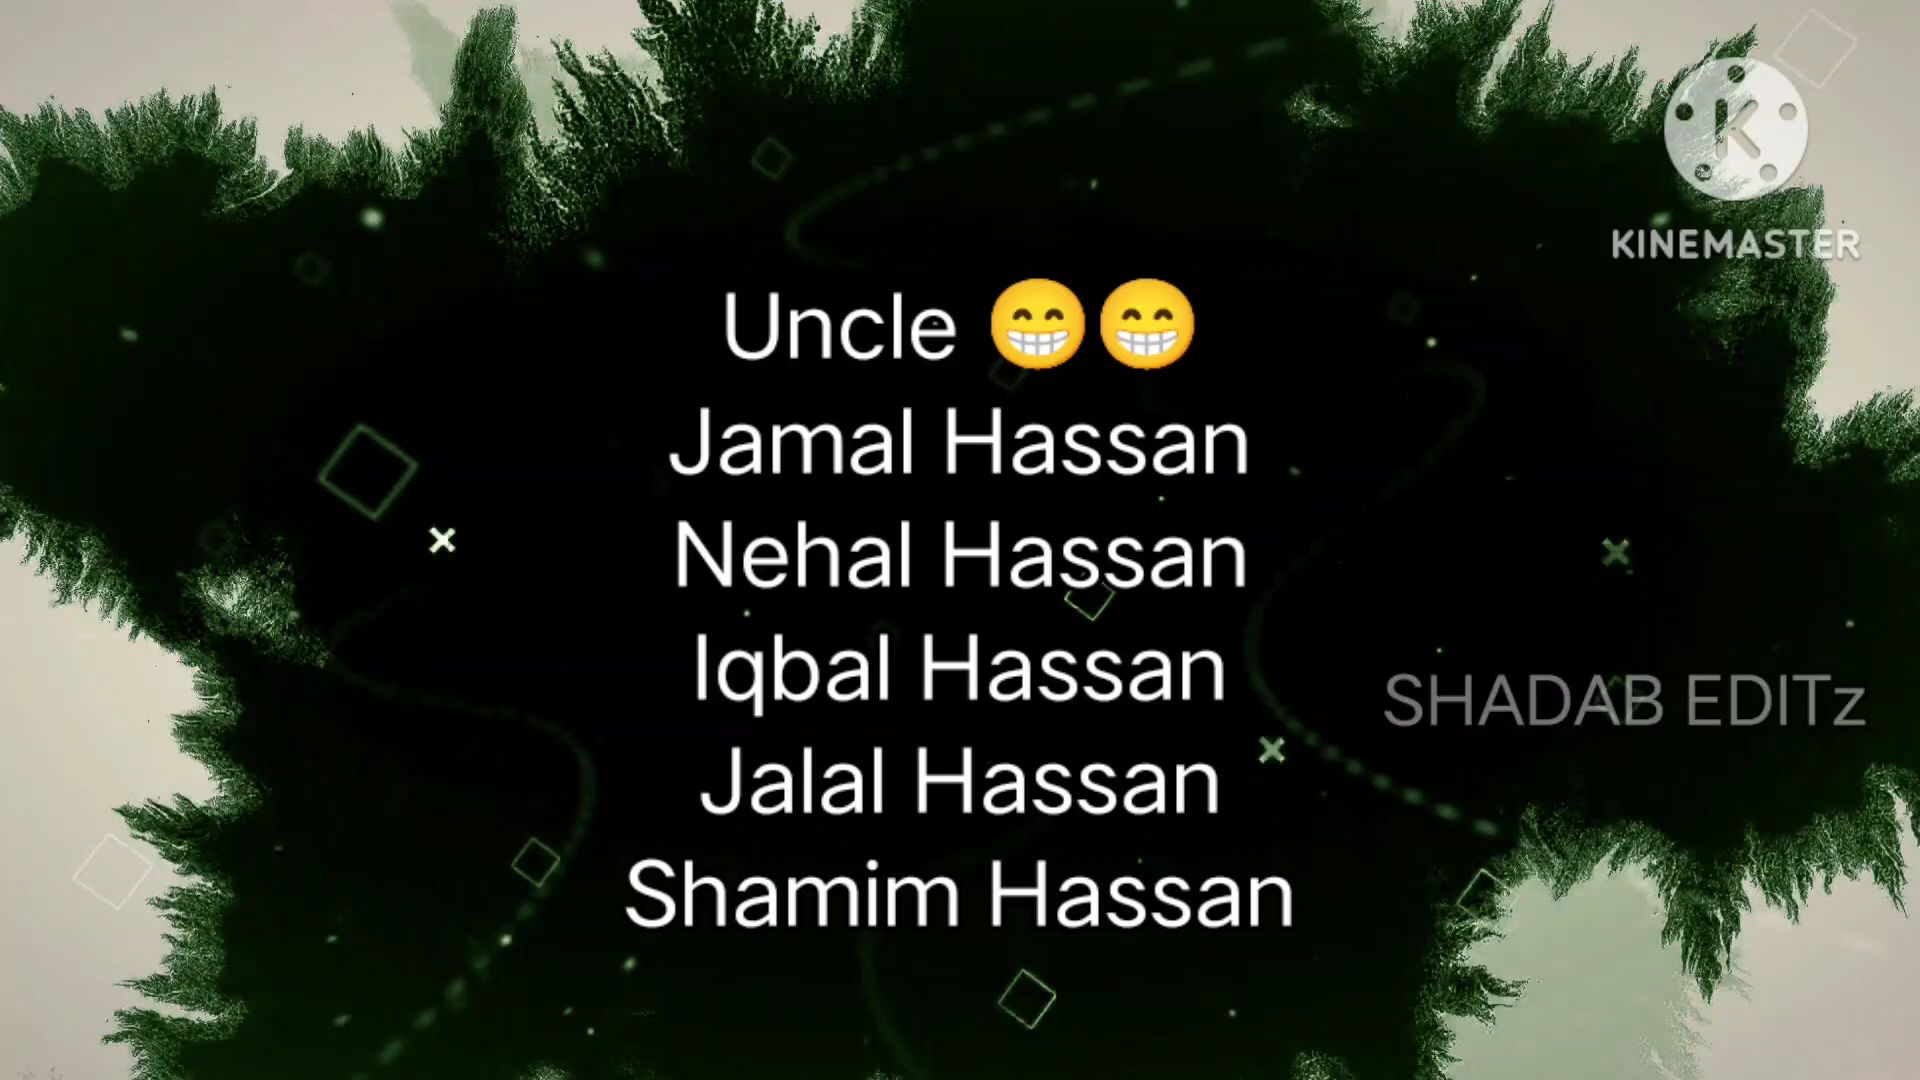 KINEMASTER
Uncle 😁😁
Jamal Hassan
Nehal Hassan
Iqbal Hassan
SHADAB EDITz
Jalal Hassan
Shamim Hassan